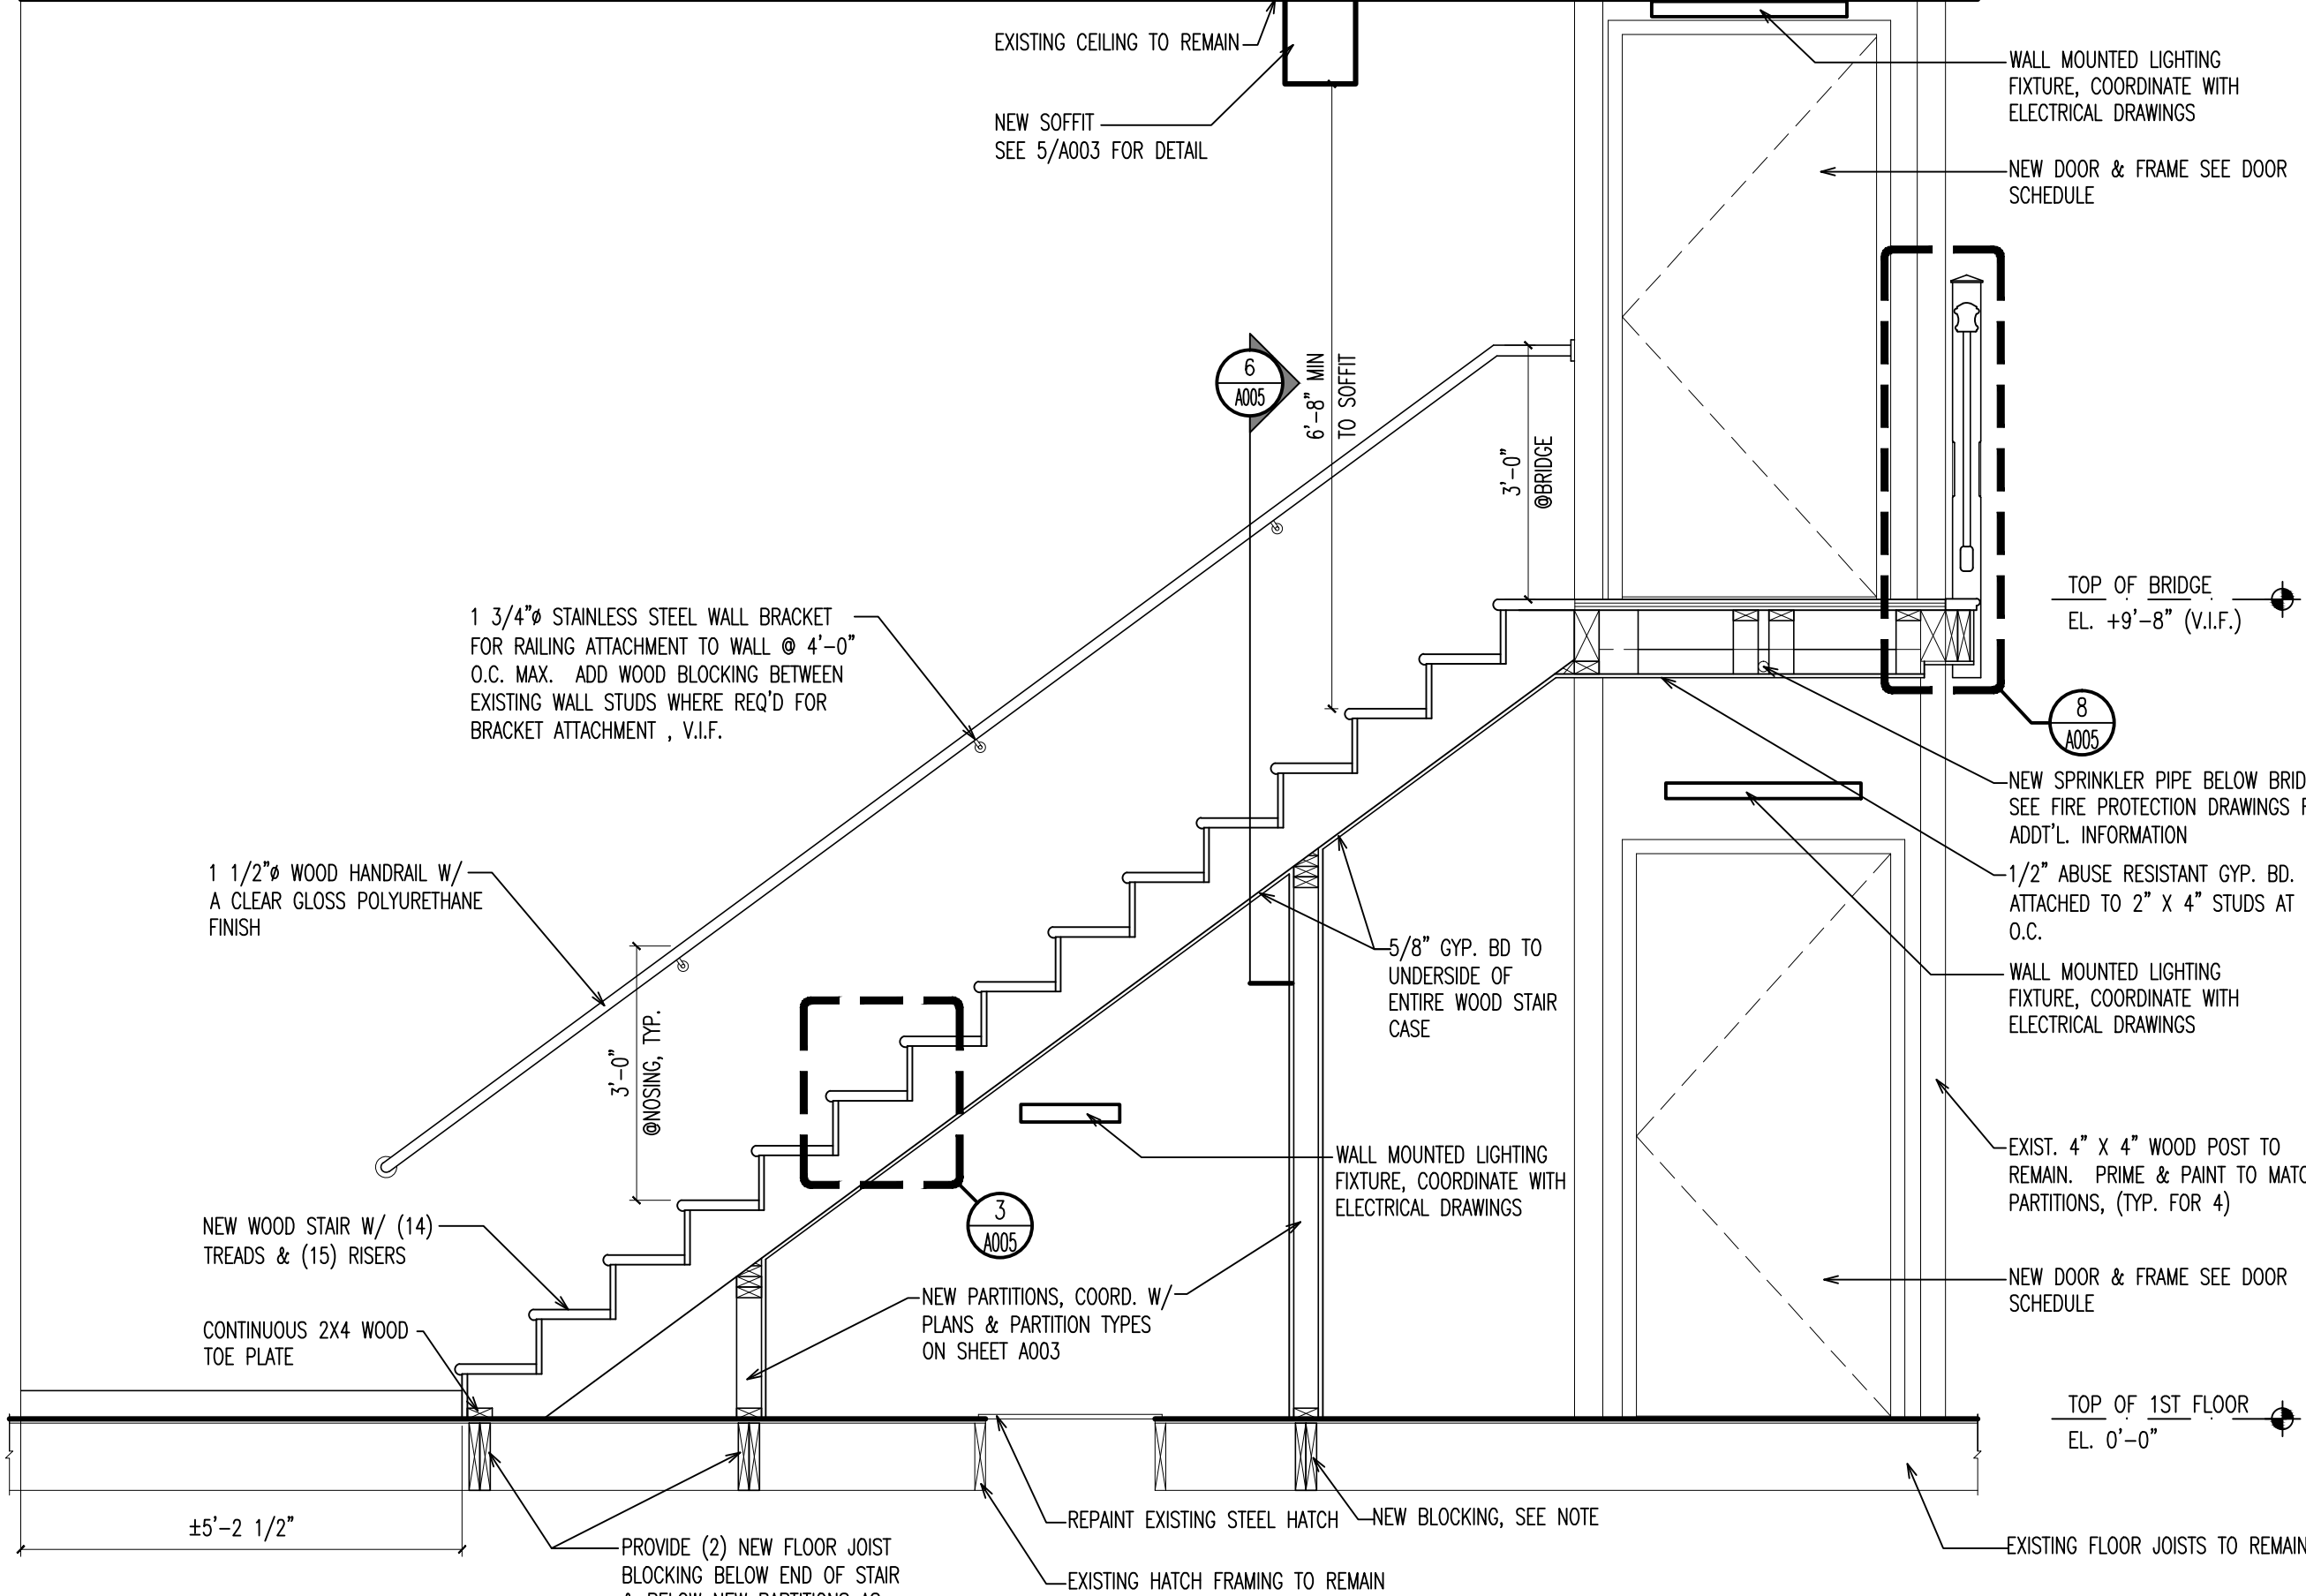 EXISTING CEILING TO REMAIN
NEW SOFFIT
SEE 5/A003 FOR DETAIL
WALL MOUNTED LIGHTING
FIXTURE, COORDINATE WITH
ELECTRICAL DRAWINGS
NEW DOOR & FRAME SEE DOOR
SCHEDULE
6
A005
6'-8" MIN
TO SOFFIT
3'-0"
@BRIDGE
TOP OF BRIDGE
EL. +9'-8" (V.I.F.)
1 3/4"ø STAINLESS STEEL WALL BRACKET
FOR RAILING ATTACHMENT TO WALL @ 4'-0"
O.C. MAX. ADD WOOD BLOCKING BETWEEN
EXISTING WALL STUDS WHERE REQ'D FOR
BRACKET ATTACHMENT , V.I.F.
8
A005
NEW SPRINKLER PIPE BELOW
SEE FIRE PROTECTION DRAWINGS
ADDT'L. INFORMATION
1 1/2"ø WOOD HANDRAIL W/
A CLEAR GLOSS POLYURETHANE
FINISH
1/2" ABUSE RESISTANT GYP. BD.
ATTACHED TO 2" X 4" STUDS AT
O.C.
5/8" GYP. BD TO
UNDERSIDE OF
ENTIRE WOOD STAIR
CASE
WALL MOUNTED LIGHTING
FIXTURE, COORDINATE WITH
ELECTRICAL DRAWINGS
3'-0"
@NOSING, TYP.
WALL MOUNTED LIGHTING
FIXTURE, COORDINATE WITH
ELECTRICAL DRAWINGS
EXIST. 4" X 4" WOOD POST TO
REMAIN. PRIME & PAINT TO
PARTITIONS, (TYP. FOR 4)
3
A005
NEW WOOD STAIR W/ (14)
TREADS & (15) RISERS
NEW PARTITIONS, COORD. W/
PLANS & PARTITION TYPES
ON SHEET A003
NEW DOOR & FRAME SEE DOOR
SCHEDULE
CONTINUOUS 2X4 WOOD
TOE PLATE
TOP OF 1ST FLOOR
EL. 0'-0"
±5'-2 1/2"
REPAINT EXISTING STEEL HATCH
NEW BLOCKING, SEE NOTE
PROVIDE (2) NEW FLOOR JOIST
BLOCKING BELOW END OF STAIR
EXISTING HATCH FRAMING TO REMAIN
EXISTING FLOOR JOISTS TO REMAIN